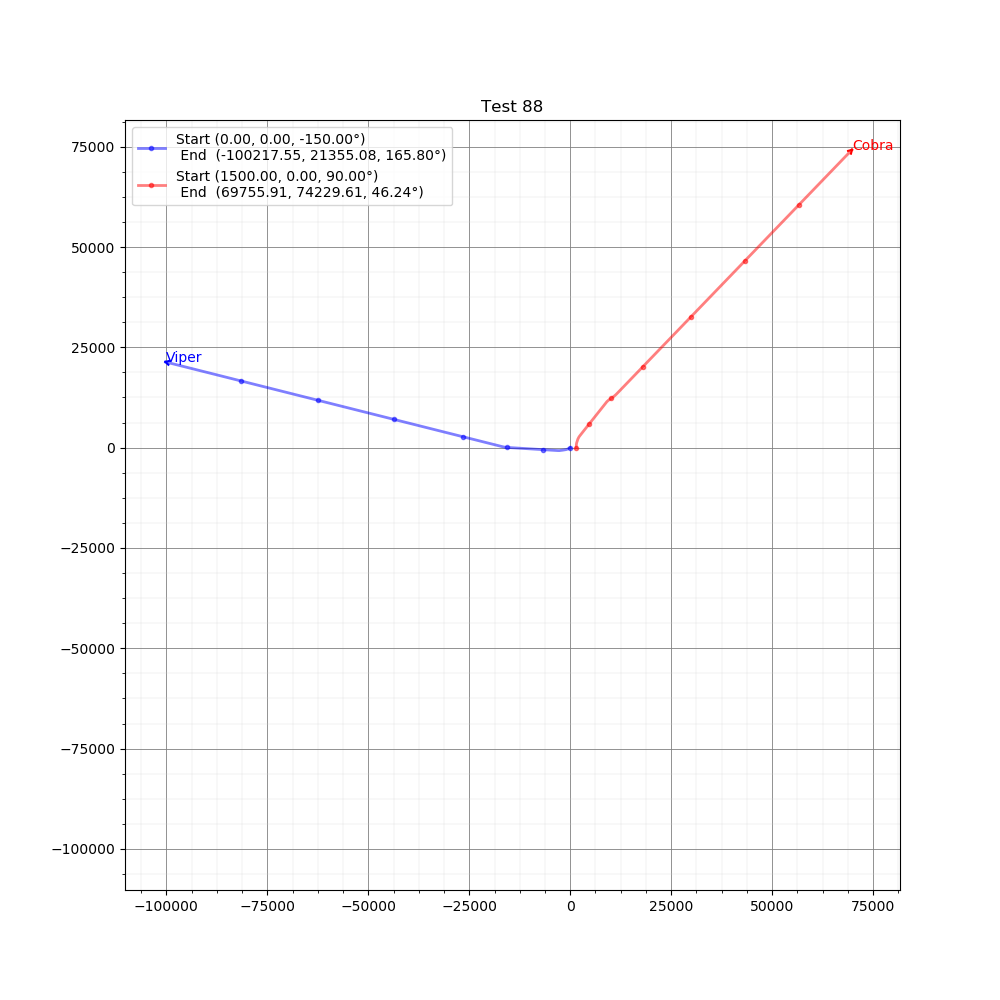 Test 88
Start (0.00, 0.00, -150.00°)
End (-100217.55, 21355.08, 165.80°)
Start (1500.00, 0.00, 90.00°)
End (69755.91, 74229.61, 46.24°)
Cobra
Viper
75000
50000
25000
0
−25000
−50000
−75000
−100000
−100000 −75000 −50000 −25000 0 25000 50000 75000